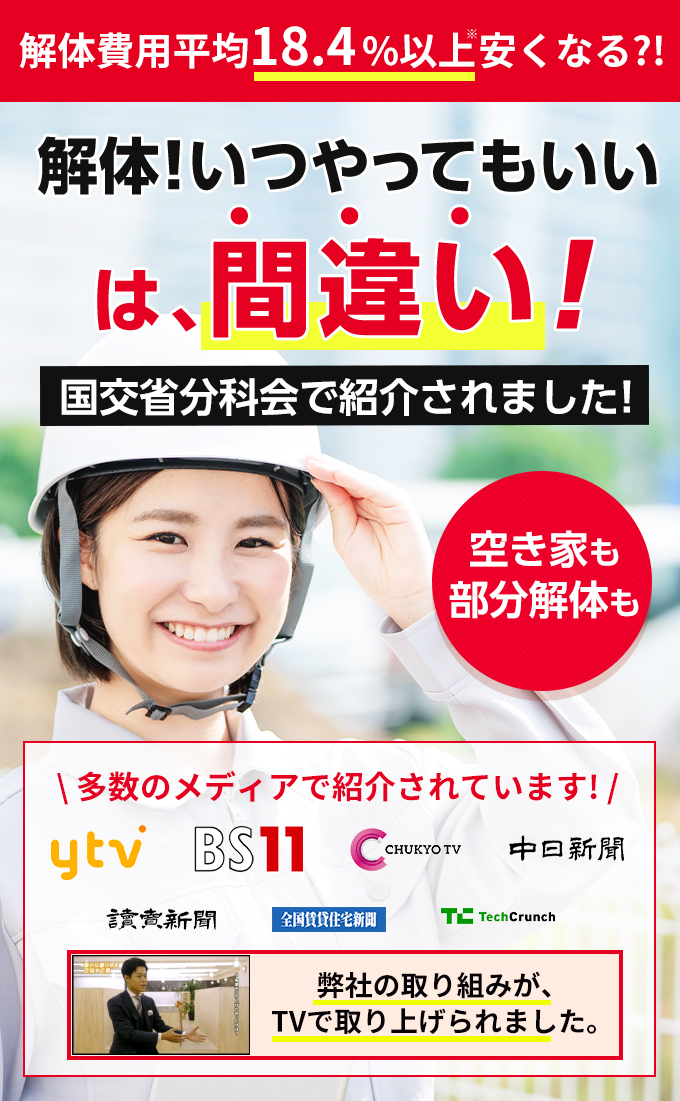 解体費用平均18.4%以上※安くなる?!
解体!いつやってもいい
は、間違い!
国交省分科会で紹介されました!
空き家も
部分解体も
\ 多数のメディアで紹介されています! /
ytv
BS11
CHUKYO TV
中日新聞
讀賣新聞
全国賃貸住宅新聞
TechCrunch
弊社の取り組みが、
TVで取り上げられました。